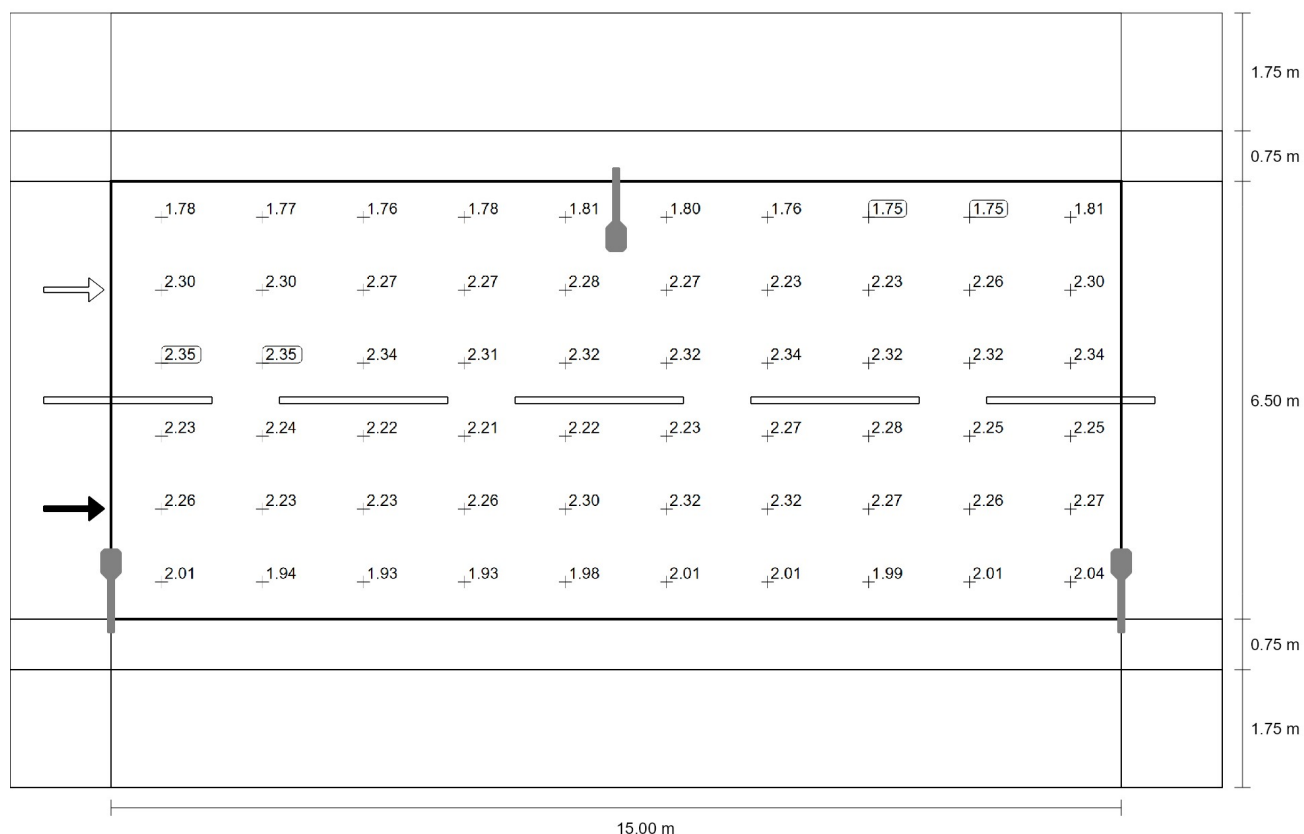 1.75 m
0.75 m
1.78 1.77 1.76 1.78 1.81 1.80 1.76 1.75 1.75 1.81
2.30 2.30 2.27 2.27 2.28 2.27 2.23 2.23 2.26 2.30
2.35 2.35 2.34 2.31 2.32 2.32 2.34 2.32 2.32 2.34
6.50 m
2.23 2.24 2.22 2.21 2.22 2.23 2.27 2.28 2.25 2.25
2.26 2.23 2.23 2.26 2.30 2.32 2.32 2.27 2.26 2.27
2.01 1.94 1.93 1.93 1.98 2.01 2.01 1.99 2.01 2.04
0.75 m
1.75 m
15.00 m